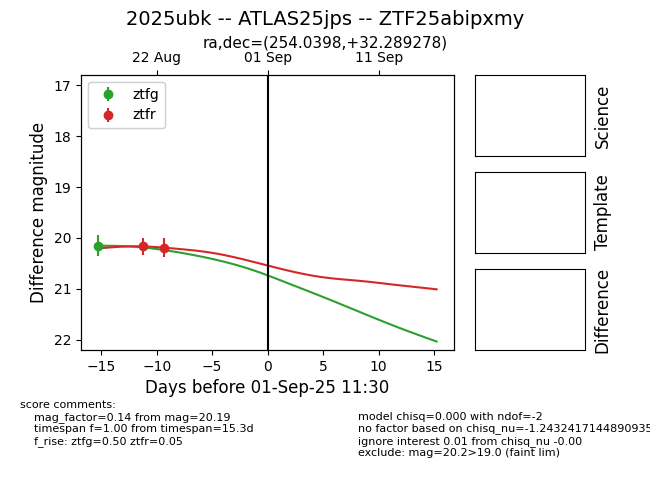 2025ubk -- ATLAS25jps -- ZTF25abipxmy
ra,dec=(254.0398,+32.289278)
22 Aug 01 Sep 11 Sep
ztfg
ztfr
17
18
19
20
21
22
Difference magnitude
−15 −10 −5 0 5 10 15
Days before 01-Sep-25 11:30
Science
Template
Difference
score comments:
mag_factor=0.14 from mag=20.19
timespan f=1.00 from timespan=15.3d
f_rise: ztfg=0.50 ztfr=0.05
model chisq=0.000 with ndof=-2
no factor based on chisq_nu=-1.2432417144890935
ignore interest 0.01 from chisq_nu -0.00
exclude: mag=20.2>19.0 (faint lim)